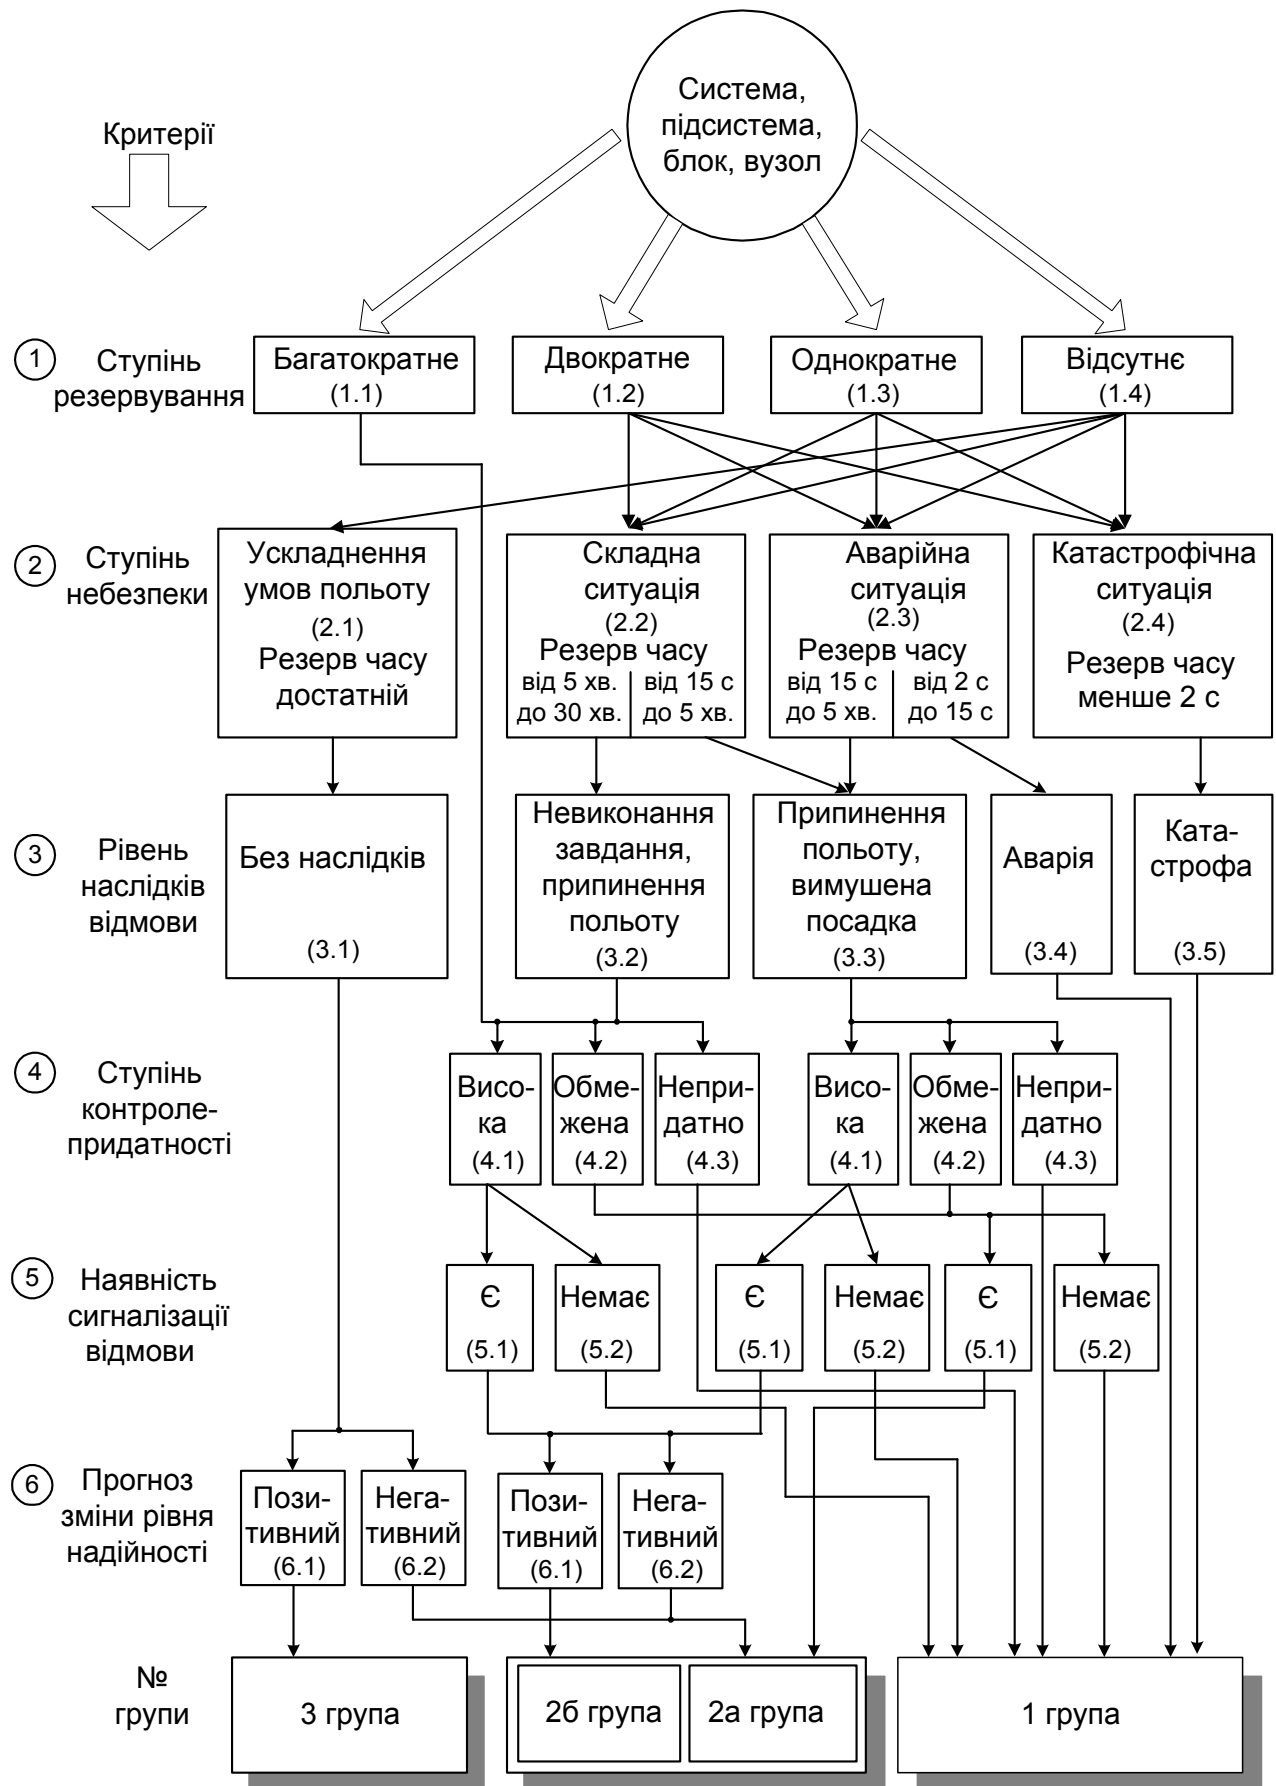 Система,
підсистема,
блок, вузол
Критерії
1
Ступінь
резервування
Багатократне
(1.1)
Двократне
(1.2)
Однократне
(1.3)
Відсутнє
(1.4)
2
Ступінь
небезпеки
Ускладнення
умов польоту
(2.1)
Резерв часу
достатній
Складна
ситуація
(2.2)
Резерв часу
від 5 хв.
до 30 хв.
від 15 с
до 5 хв.
Аварійна
ситуація
(2.3)
Резерв часу
від 15 с
до 5 хв.
від 2 с
до 15 с
Катастрофічна
ситуація
(2.4)
Резерв часу
менше 2 с
3
Рівень
наслідків
відмови
Без наслідків
(3.1)
Невиконання
завдання,
припинення
польоту
(3.2)
Припинення
польоту,
вимушена
посадка
(3.3)
Аварія
(3.4)
Ката-
строфа
(3.5)
4
Ступінь
контроле-
придатності
Висо-
ка
(4.1)
Обме-
жена
(4.2)
Непри-
датно
(4.3)
Висо-
ка
(4.1)
Обме-
жена
(4.2)
Непри-
датно
(4.3)
5
Наявність
сигналізації
відмови
Є
(5.1)
Немає
(5.2)
Є
(5.1)
Немає
(5.2)
Є
(5.1)
Немає
(5.2)
6
Прогноз
зміни рівня
надійності
Пози-
тивний
(6.1)
Нега-
тивний
(6.2)
Пози-
тивний
(6.1)
Нега-
тивний
(6.2)
№
групи
3 група
2б група
2а група
1 група